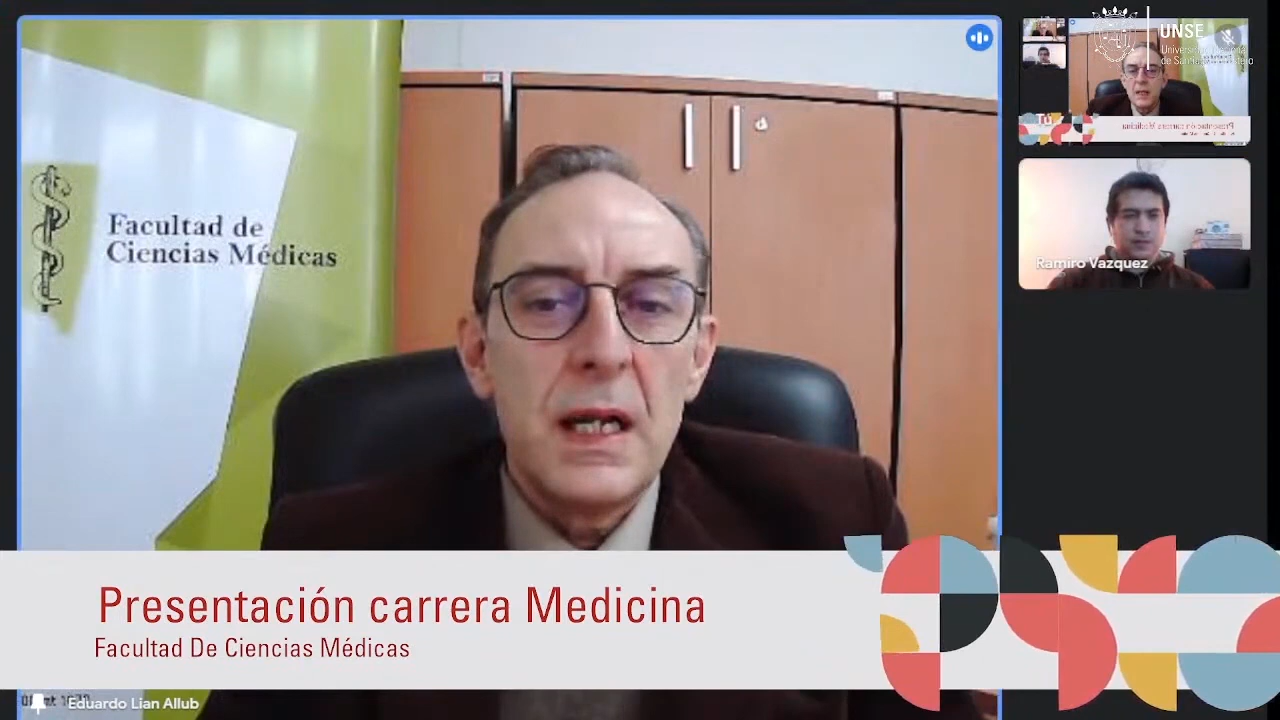 UNSE
Facultad de
Ciencias Médicas
Ramiro Vazquez
Presentación carrera Medicina
Facultad De Ciencias Médicas
Eduardo Lian Allub